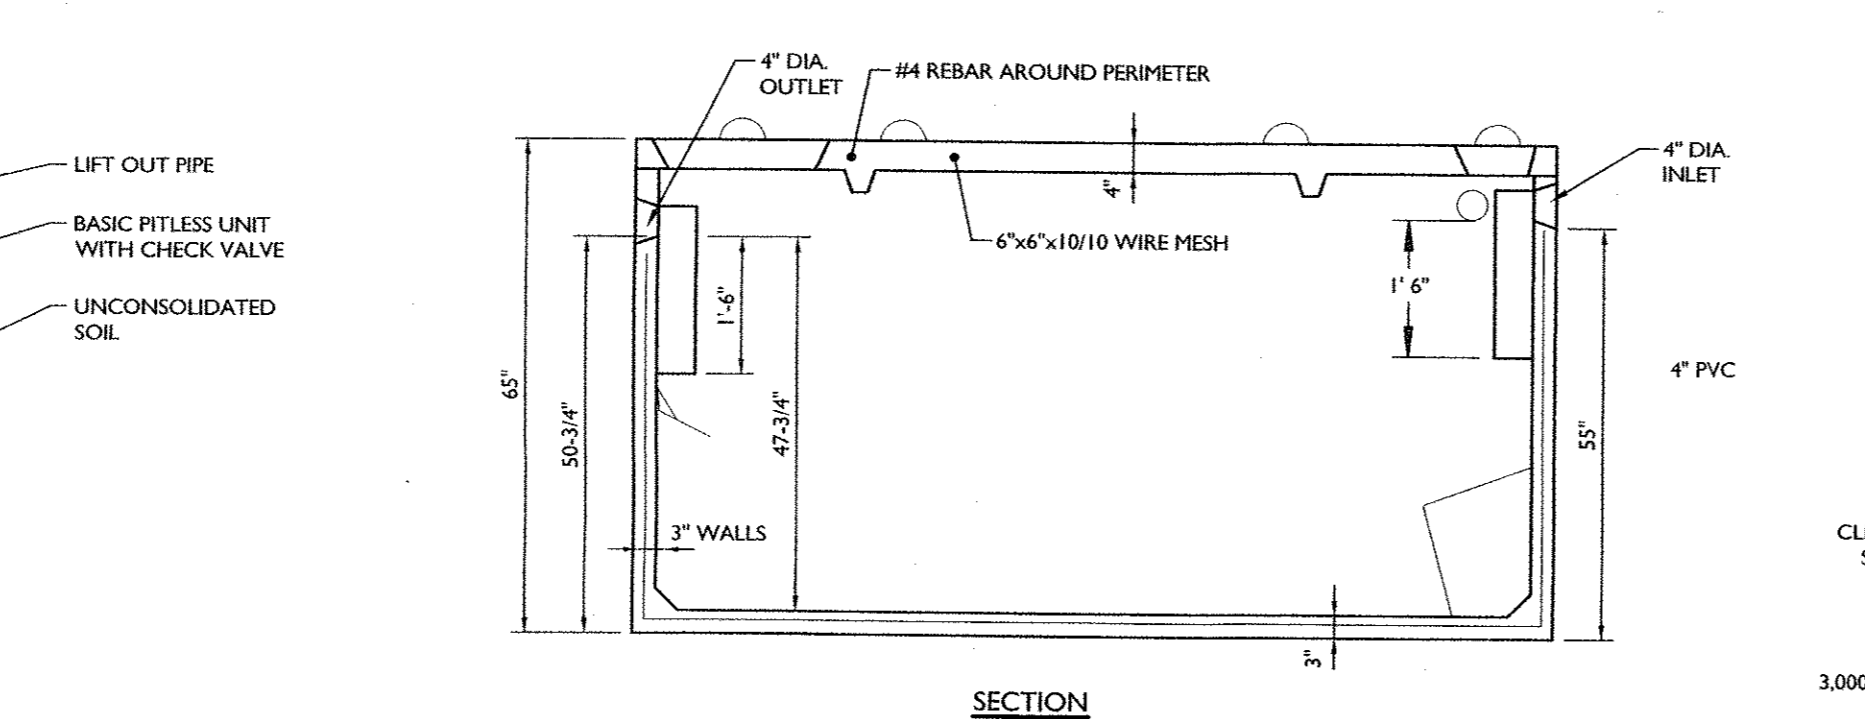 LIFT OUT PIPE
BASIC PITLESS UNIT
WITH CHECK VALVE
UNCONSOLIDATED
SOIL
4" DIA.
OUTLET
#4 REBAR AROUND PERIMETER
4"
6"x6"x10/10 WIRE MESH
4" DIA.
INLET
1'-6"
1' 6"
65"
50-3/4"
47-3/4"
55"
4" PVC
3" WALLS
3"
SECTION
3,000